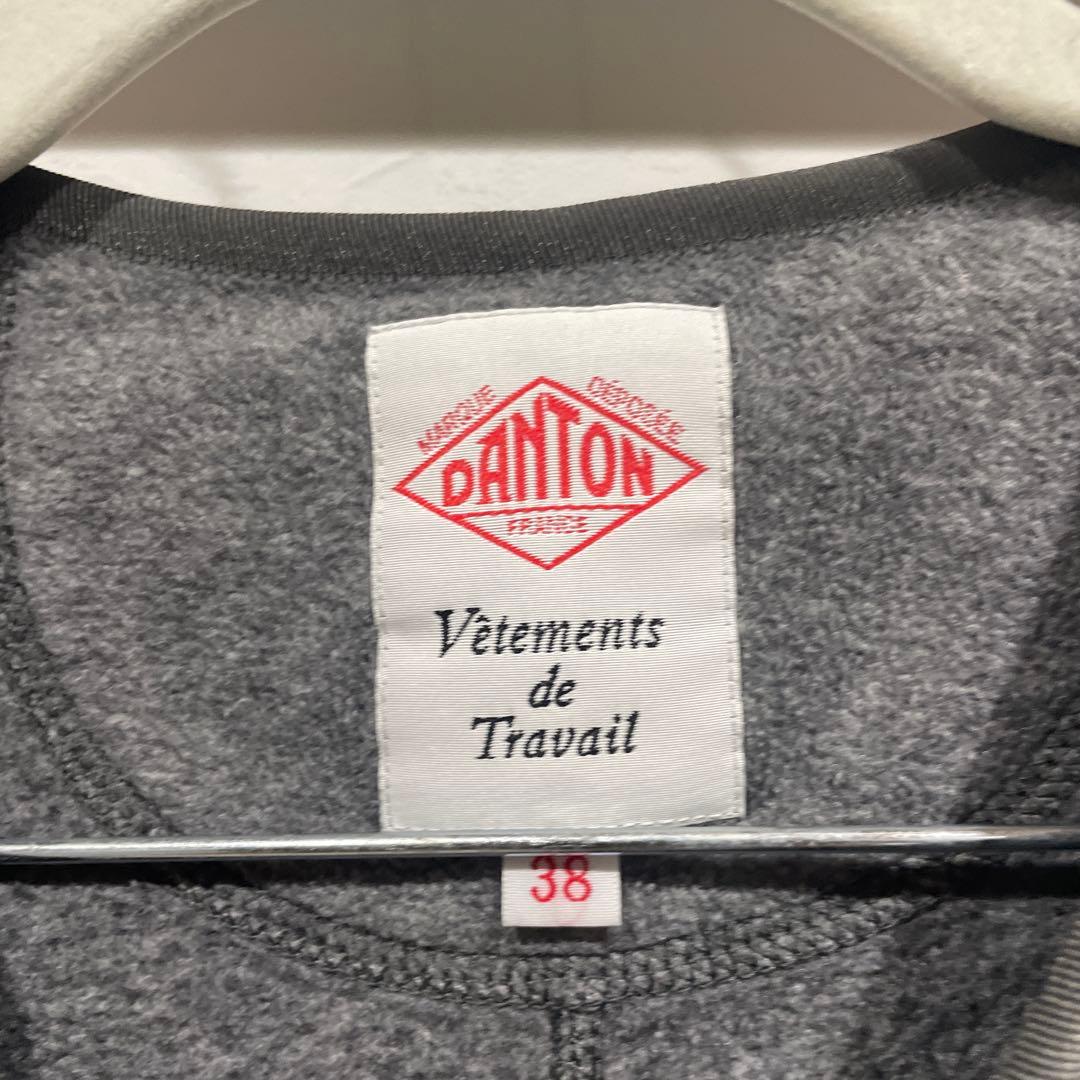 MARQUE DÉPOSÉE
DANTON
FRANCE
Vêtements
de
Travail
38